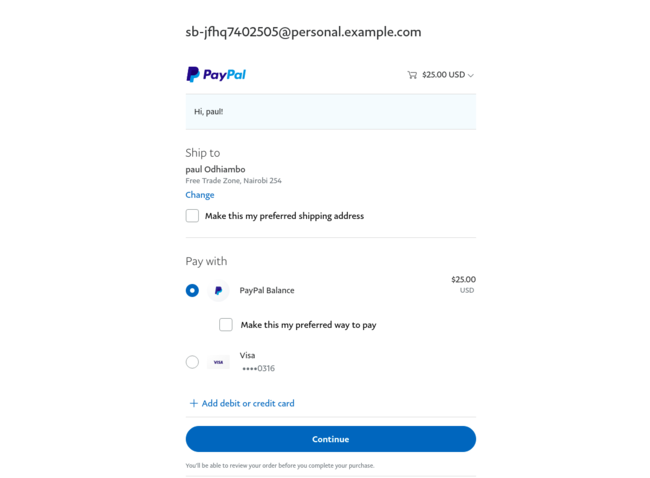 sb-jfhq7402505@personal.example.com
PayPal
$25.00 USD
Hi, paul!
Ship to
paul Odhiambo
Free Trade Zone, Nairobi 254
Change
Make this my preferred shipping address
Pay with
PayPal Balance
$25.00
USD
Make this my preferred way to pay
VISA
Visa
••••0316
+ Add debit or credit card
Continue
You'll be able to review your order before you complete your purchase.